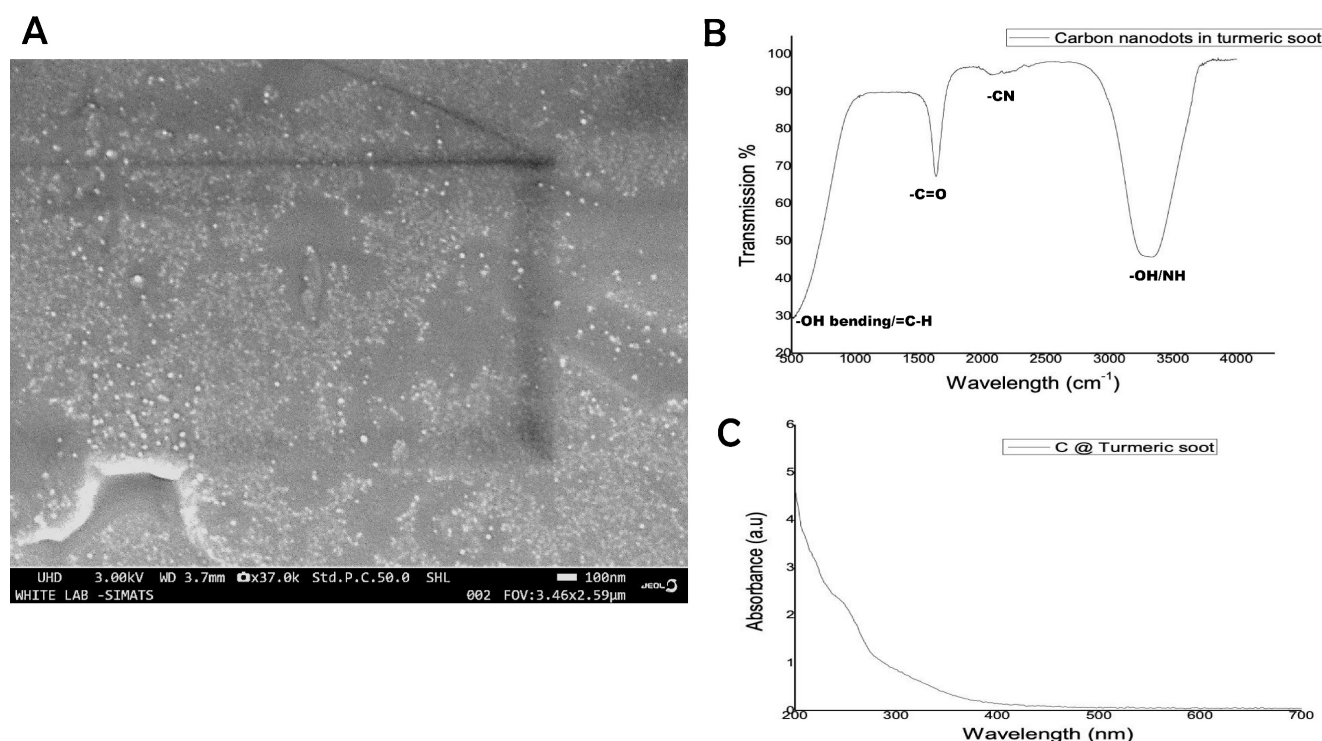 A
UHD 3.00kV WD 3.7mm x37.0k Std.P.C.50.0 SHL 100nm
WHITE LAB -SIMATS 002 FOV:3.46x2.59µm JEOL
B
Carbon nanodots in turmeric soot
Transmission %
100
90
80
70
60
50
40
30
20
-CN
-C=O
-OH/NH
-OH bending/=C-H
500 1000 1500 2000 2500 3000 3500 4000
Wavelength (cm-1)
C
C @ Turmeric soot
Absorbance (a.u)
6
5
4
3
2
1
0
200 300 400 500 600 700
Wavelength (nm)